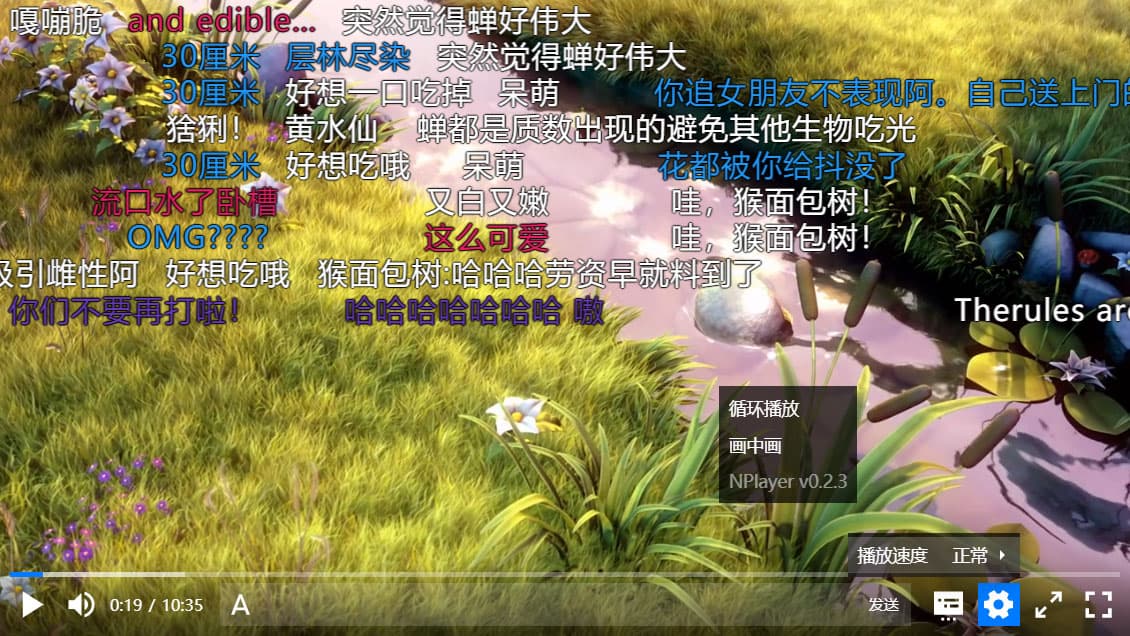 嘎嘣脆 and edible... 突然觉得蝉好伟大
30厘米 层林尽染 突然觉得蝉好伟大
30厘米 好想一口吃掉 呆萌 你追女朋友不表现阿。自己送上门的
猞猁！ 黄水仙 蝉都是质数出现的避免其他生物吃光
30厘米 好想吃哦 呆萌 花都被你给抖没了
流口水了卧槽 又白又嫩 哇，猴面包树！
OMG???? 这么可爱 哇，猴面包树！
吸引雌性阿 好想吃哦 猴面包树:哈哈哈劳资早就料到了
你们不要再打啦！ 哈哈哈哈哈哈哈 嗷 Therules are
循环播放
画中画
NPlayer v0.2.3
播放速度 正常
0:19 / 10:35 A 发送